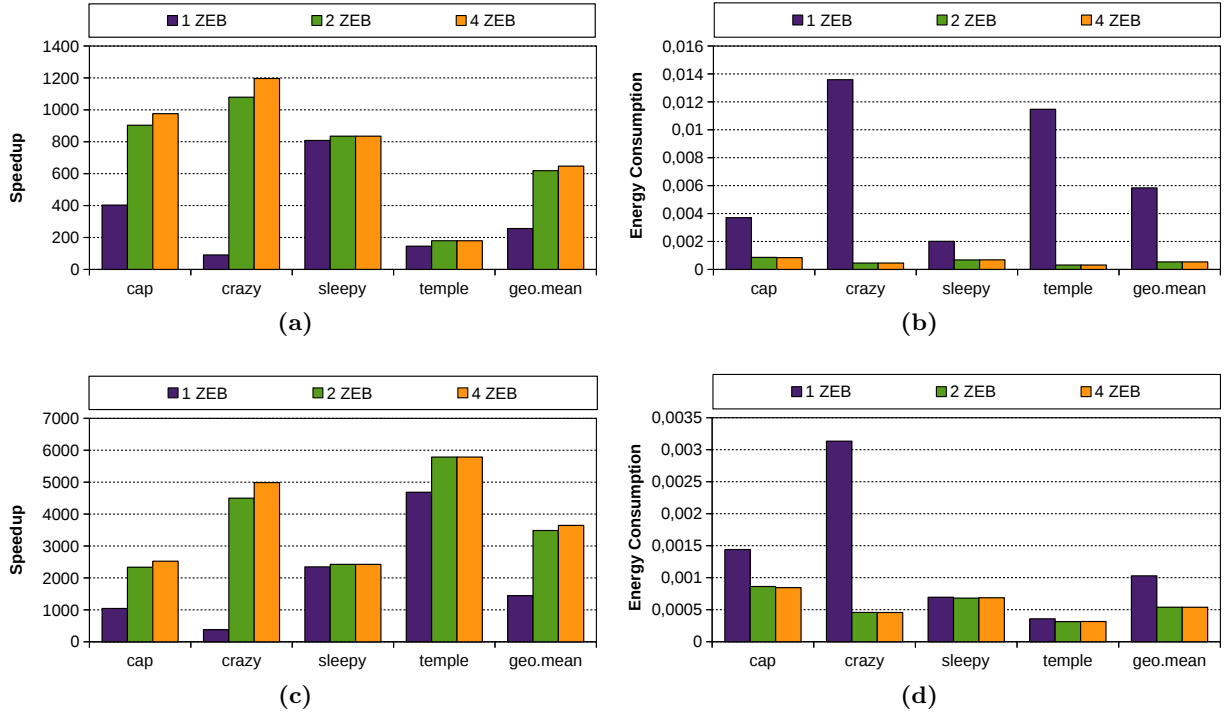 1 ZEB 2 ZEB 4 ZEB
1400
1200
1000
800
600
400
200
0
Speedup
cap crazy sleepy temple geo.mean
(a)
1 ZEB 2 ZEB 4 ZEB
0,016
0,014
0,012
0,01
0,008
0,006
0,004
0,002
0
Energy Consumption
cap crazy sleepy temple geo.mean
(b)
1 ZEB 2 ZEB 4 ZEB
7000
6000
5000
4000
3000
2000
1000
0
Speedup
cap crazy sleepy temple geo.mean
(c)
1 ZEB 2 ZEB 4 ZEB
0,0035
0,003
0,0025
0,002
0,0015
0,001
0,0005
0
Energy Consumption
cap crazy sleepy temple geo.mean
(d)